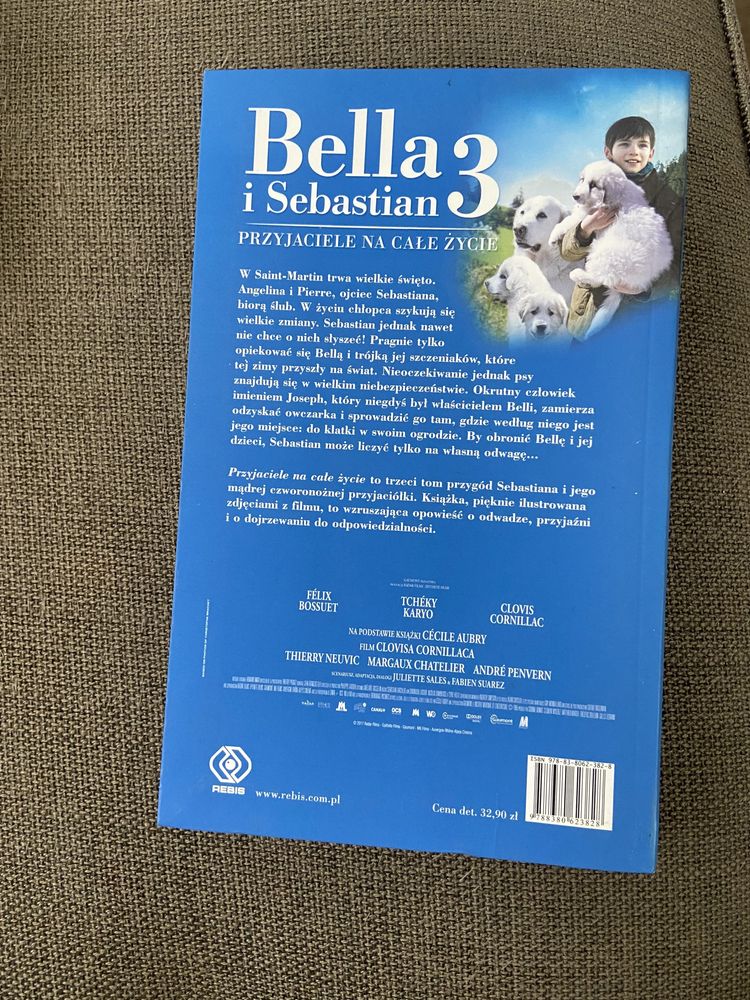 Bella 3
i Sebastian
PRZYJACIELE NA CAŁE ŻYCIE
W Saint-Martin trwa wielkie święto.
Angelina i Pierre, ojciec Sebastiana,
biorą ślub. W życiu chłopca szykują się
wielkie zmiany. Sebastian jednak nawet
nie chce o nich słyszeć! Pragnie tylko
opiekować się Bellą i trójką jej szczeniaków, które
tej zimy przyszły na świat. Nieoczekiwanie jednak psy
znajdują się w wielkim niebezpieczeństwie. Okrutny człowiek
imieniem Joseph, który niegdyś był właścicielem Belli, zamierza
odzyskać owczarka i sprowadzić go tam, gdzie według niego jest
jego miejsce: do klatki w swoim ogrodzie. By obronić Bellę i jej
dzieci, Sebastian może liczyć tylko na własną odwagę...
Przyjaciele na całe życie to trzeci tom przygód Sebastiana i jego
mądrej czworonożnej przyjaciółki. Książka, pięknie ilustrowana
zdjęciami z filmu, to wzruszająca opowieść o odwadze, przyjaźni
i o dojrzewaniu do odpowiedzialności.
FÉLIX BOSSUET
TCHÉKY KARYO
CLOVIS CORNILLAC
NA PODSTAWIE KSIĄŻKI CÉCILE AUBRY
FILM CLOVISA CORNILLACA
THIERRY NEUVIC MARGAUX CHATELIER ANDRÉ PENVERN
SCENARIUSZ, ADAPTACJA, DIALOGI JULIETTE SALES & FABIEN SUAREZ
ISBN 978-83-8062-382-8
REBIS
www.rebis.com.pl
Cena det. 32,90 zł
9 788380 623828